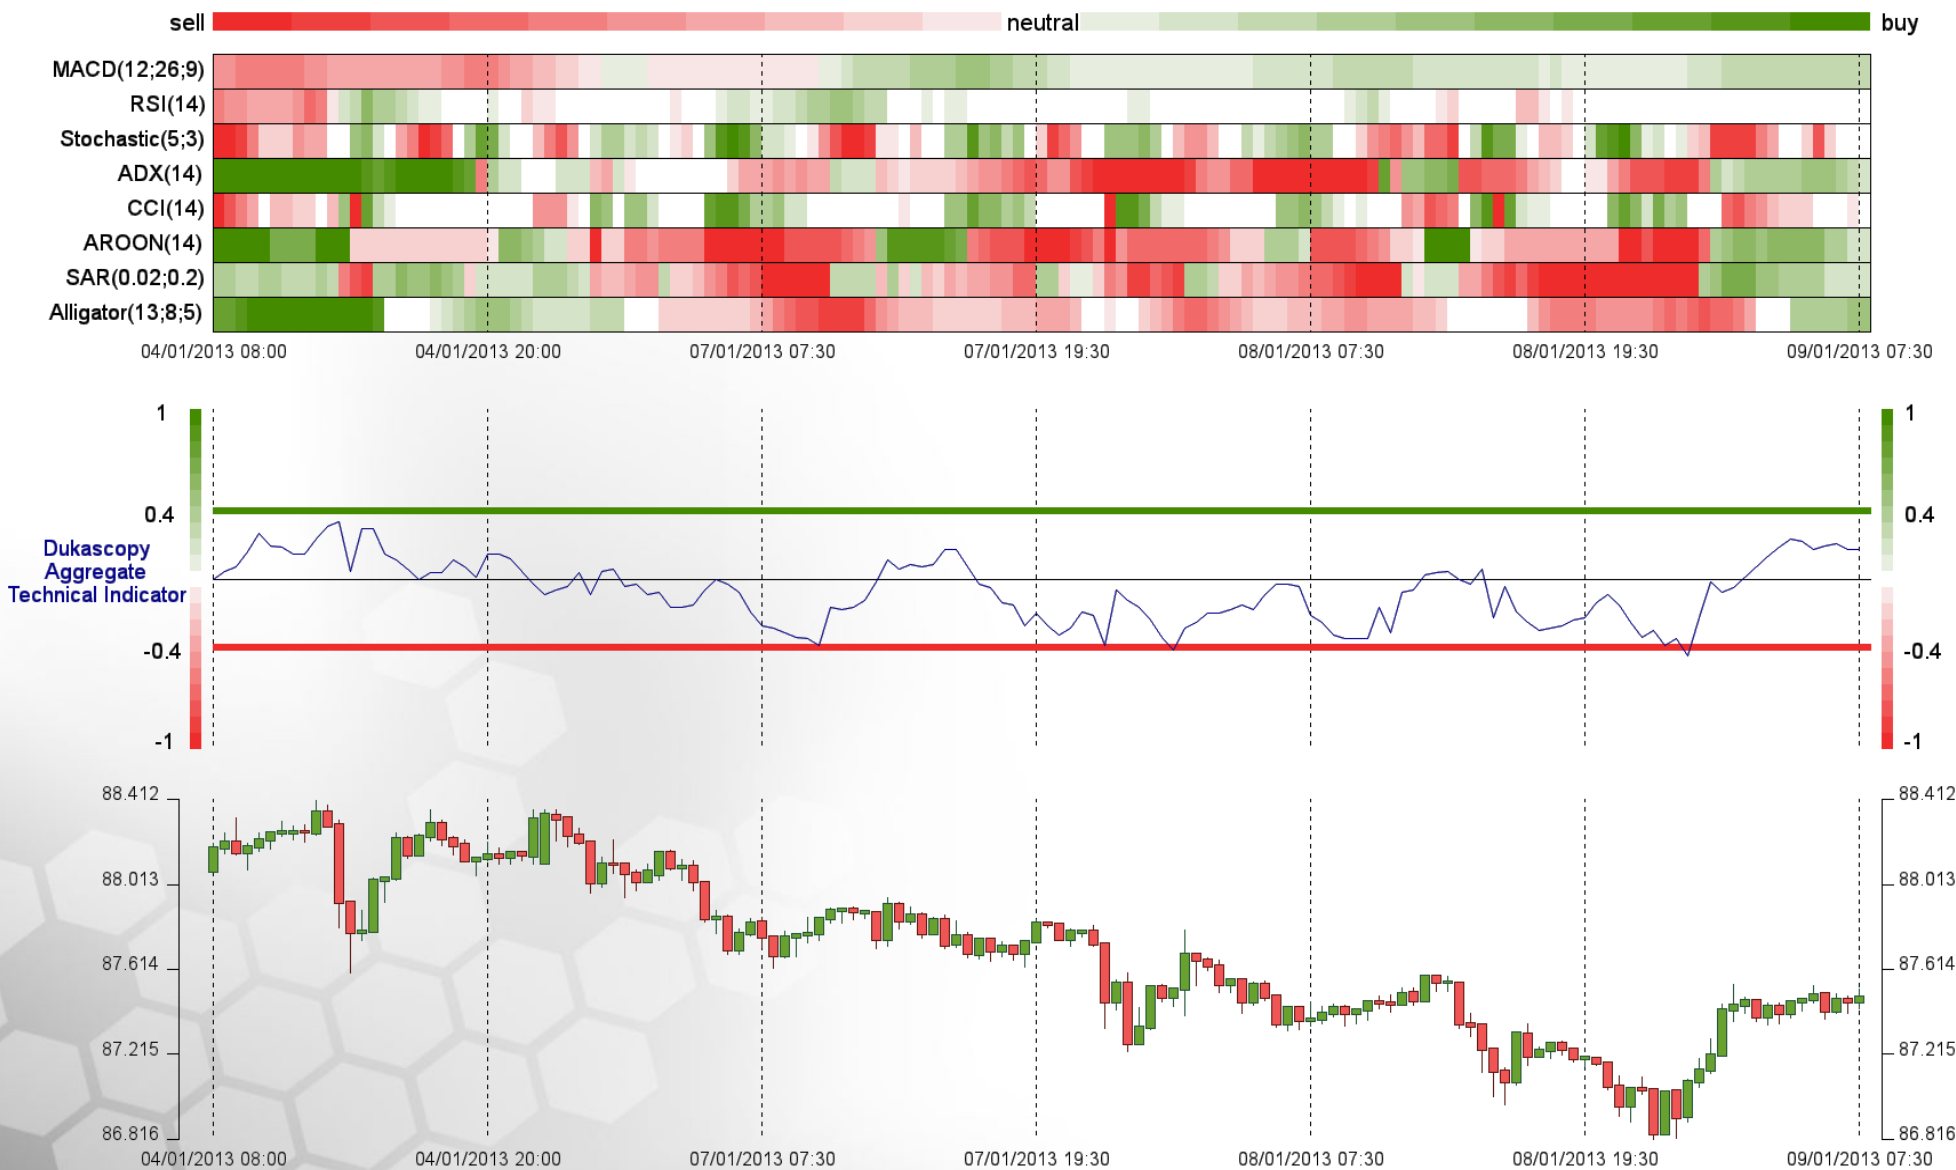 sell neutral buy
MACD(12;26;9)
RSI(14)
Stochastic(5;3)
ADX(14)
CCI(14)
AROON(14)
SAR(0.02;0.2)
Alligator(13;8;5)
04/01/2013 08:00 04/01/2013 20:00 07/01/2013 07:30 07/01/2013 19:30 08/01/2013 07:30 08/01/2013 19:30 09/01/2013 07:30
1 1
0.4 0.4
Dukascopy
Aggregate
Technical Indicator
-0.4 -0.4
-1 -1
88.412 88.412
88.013 88.013
87.614 87.614
87.215 87.215
86.816 86.816
04/01/2013 08:00 04/01/2013 20:00 07/01/2013 07:30 07/01/2013 19:30 08/01/2013 07:30 08/01/2013 19:30 09/01/2013 07:30